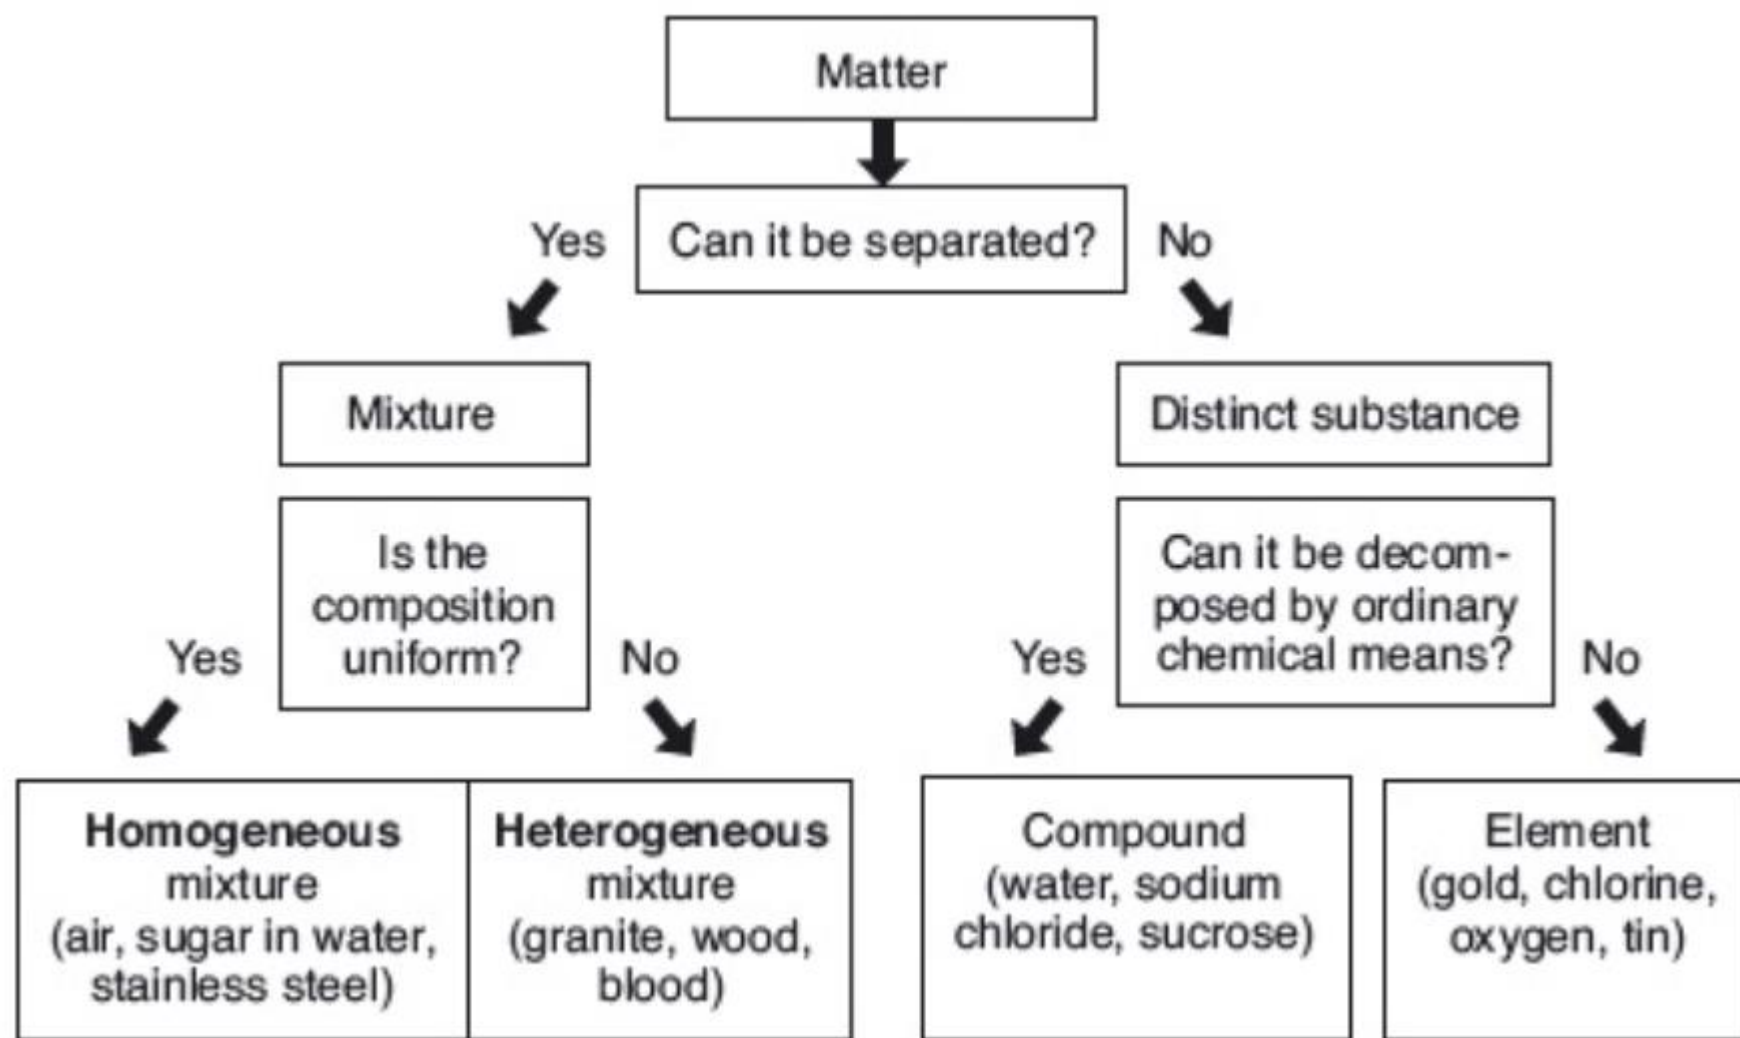 Matter
Yes
Can it be separated?
No
Mixture
Distinct substance
Is the
composition
uniform?
Yes
No
Can it be decom-
posed by ordinary
chemical means?
Yes
No
Homogeneous
mixture
(air, sugar in water,
stainless steel)
Heterogeneous
mixture
(granite, wood,
blood)
Compound
(water, sodium
chloride, sucrose)
Element
(gold, chlorine,
oxygen, tin)